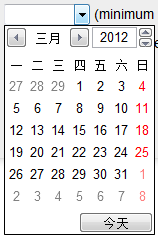 (minimum
三月 2012
一 二 三 四 五 六 日
27 28 29 1 2 3 4
5 6 7 8 9 10 11
12 13 14 15 16 17 18
19 20 21 22 23 24 25
26 27 28 29 30 31 1
2 3 4 5 6 7 8
今天